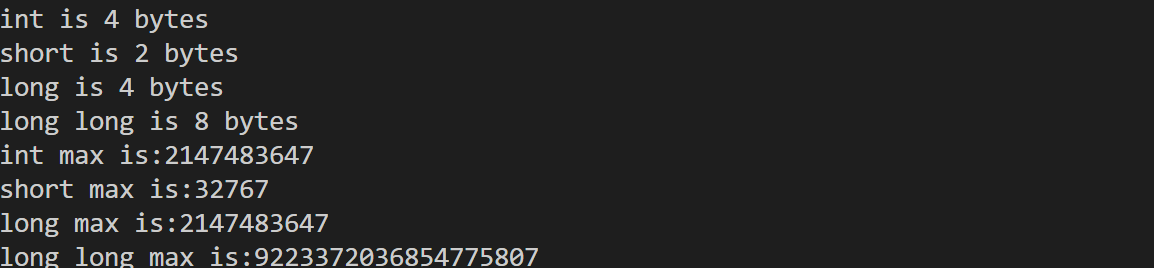 int is 4 bytes
short is 2 bytes
long is 4 bytes
long long is 8 bytes
int max is:2147483647
short max is:32767
long max is:2147483647
long long max is:9223372036854775807